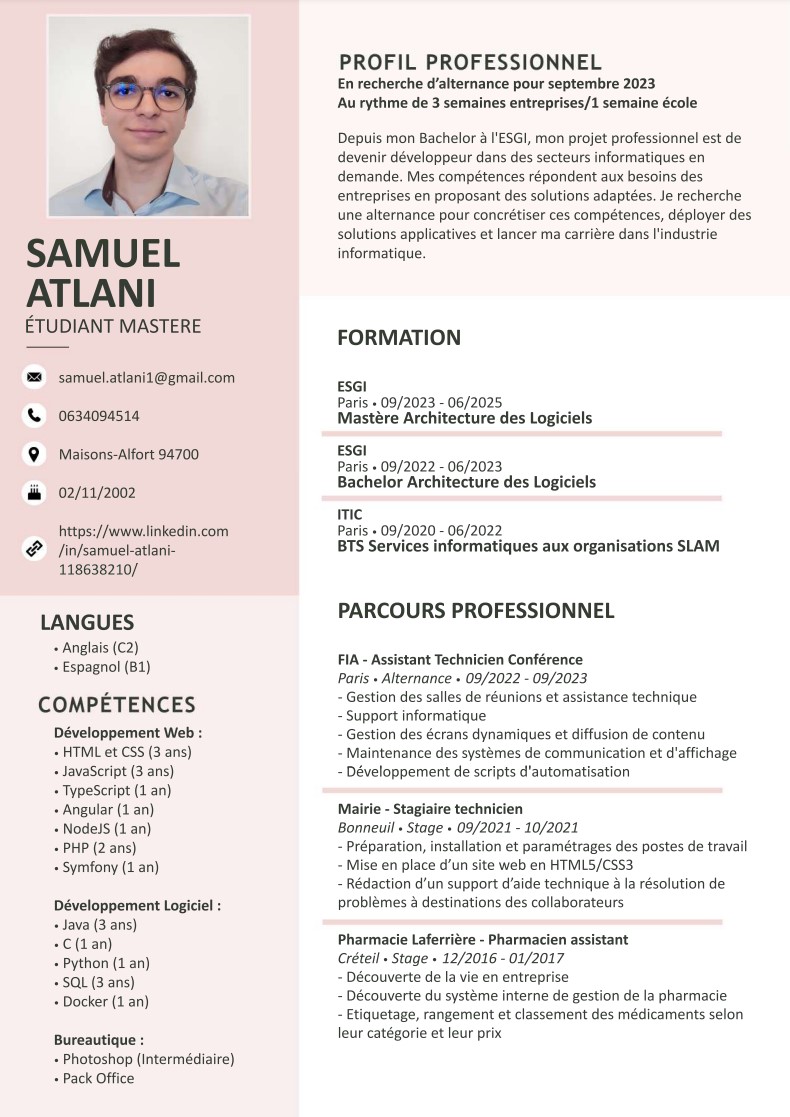 SAMUEL
ATLANI
ÉTUDIANT MASTERE
samuel.atlani1@gmail.com
0634094514
Maisons-Alfort 94700
02/11/2002
https://www.linkedin.com
/in/samuel-atlani-
118638210/
LANGUES
• Anglais (C2)
• Espagnol (B1)
COMPÉTENCES
Développement Web :
• HTML et CSS (3 ans)
• JavaScript (3 ans)
• TypeScript (1 an)
• Angular (1 an)
• NodeJS (1 an)
• PHP (2 ans)
• Symfony (1 an)
Développement Logiciel :
• Java (3 ans)
• C (1 an)
• Python (1 an)
• SQL (3 ans)
• Docker (1 an)
Bureautique :
• Photoshop (Intermédiaire)
• Pack Office
PROFIL PROFESSIONNEL
En recherche d’alternance pour septembre 2023
Au rythme de 3 semaines entreprises/1 semaine école
Depuis mon Bachelor à l'ESGI, mon projet professionnel est de
devenir développeur dans des secteurs informatiques en
demande. Mes compétences répondent aux besoins des
entreprises en proposant des solutions adaptées. Je recherche
une alternance pour concrétiser ces compétences, déployer des
solutions applicatives et lancer ma carrière dans l'industrie
informatique.
FORMATION
ESGI
Paris • 09/2023 - 06/2025
Mastère Architecture des Logiciels
ESGI
Paris • 09/2022 - 06/2023
Bachelor Architecture des Logiciels
ITIC
Paris • 09/2020 - 06/2022
BTS Services informatiques aux organisations SLAM
PARCOURS PROFESSIONNEL
FIA - Assistant Technicien Conférence
Paris • Alternance • 09/2022 - 09/2023
- Gestion des salles de réunions et assistance technique
- Support informatique
- Gestion des écrans dynamiques et diffusion de contenu
- Maintenance des systèmes de communication et d'affichage
- Développement de scripts d'automatisation
Mairie - Stagiaire technicien
Bonneuil • Stage • 09/2021 - 10/2021
- Préparation, installation et paramétrages des postes de travail
- Mise en place d’un site web en HTML5/CSS3
- Rédaction d’un support d’aide technique à la résolution de
problèmes à destinations des collaborateurs
Pharmacie Laferrière - Pharmacien assistant
Créteil • Stage • 12/2016 - 01/2017
- Découverte de la vie en entreprise
- Découverte du système interne de gestion de la pharmacie
- Etiquetage, rangement et classement des médicaments selon
leur catégorie et leur prix